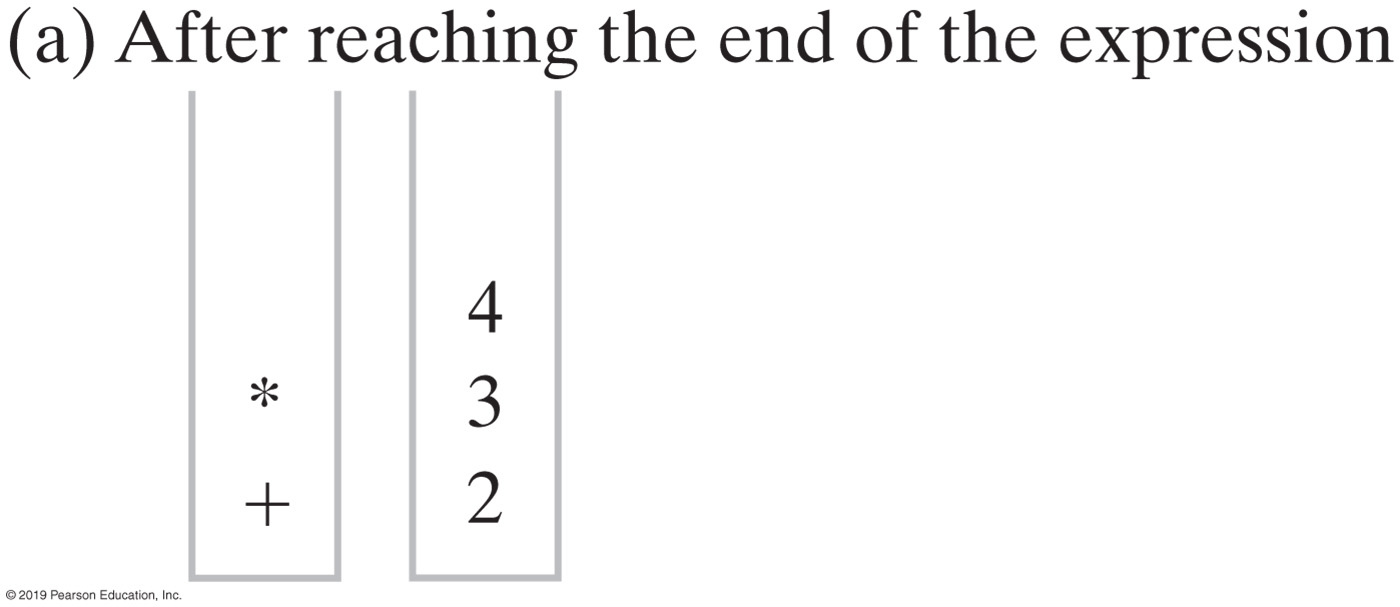 (a) After reaching the end of the expression
4
* 3
+ 2
© 2019 Pearson Education, Inc.